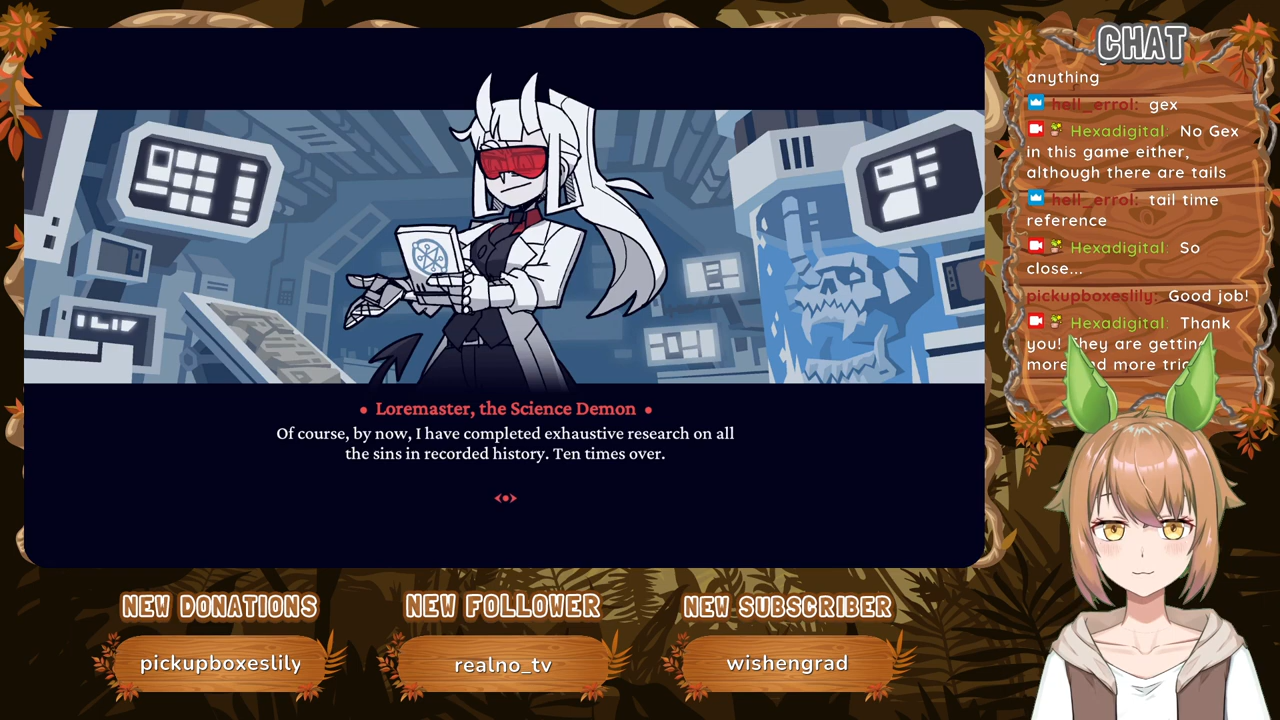 CHAT
anything
hell_errol: gex
Hexadigital: No Gex
in this game either,
although there are tails
hell_errol: tail time
reference
Hexadigital: So
close...
pickupboxeslily: Good job!
Hexadigital: Thank
you! They are getting
more and more
• Loremaster, the Science Demon •
Of course, by now, I have completed exhaustive research on all
the sins in recorded history. Ten times over.
NEW DONATIONS
pickupboxeslily
NEW FOLLOWER
realno_tv
NEW SUBSCRIBER
wishengrad